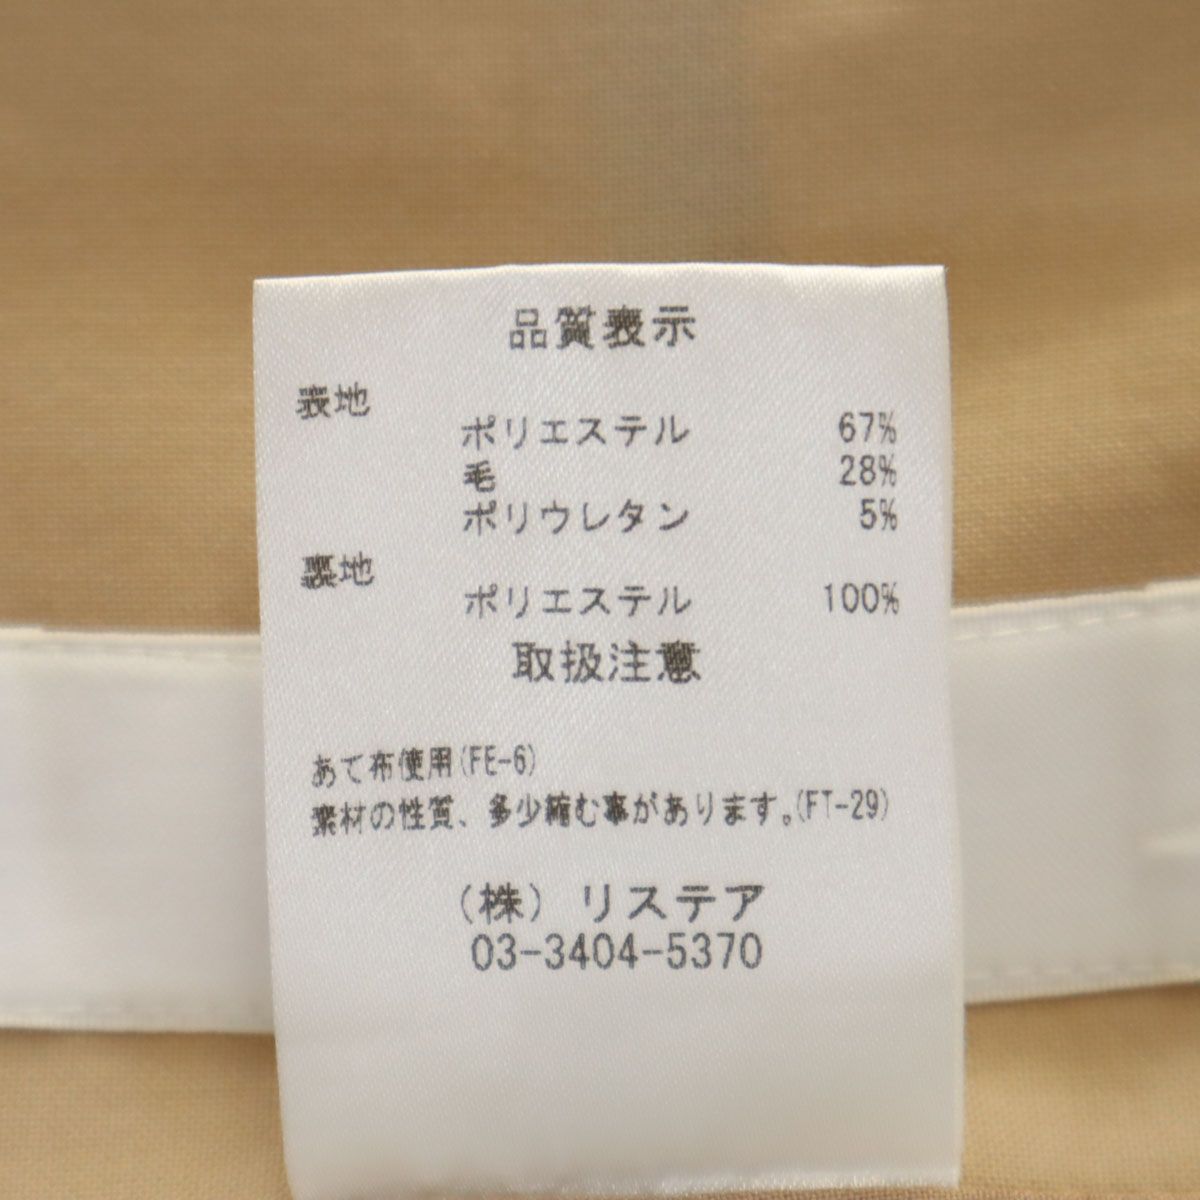 品質表示
表地
ポリエステル 67%
毛 28%
ポリウレタン 5%
裏地
ポリエステル 100%
取扱注意
あて布使用(FE-6)
素材の性質、多少縮む事があります。(FT-29)
(株) リステア
03-3404-5370